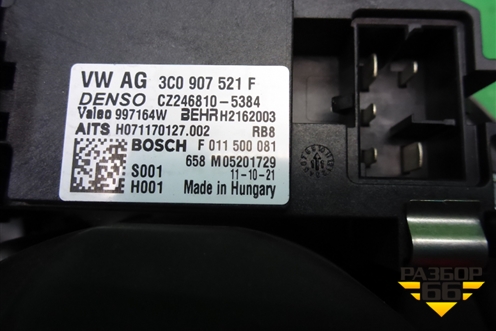 VW AG 3C0 907 521 F
DENSO CZ246810-5384
Valeo 997164W BEHR H2162003
AITS H071170127.002 RB8
BOSCH F 011 500 081
658 M05201729
S001 11-10-21
H001 Made in Hungary
РАЗБОР
66